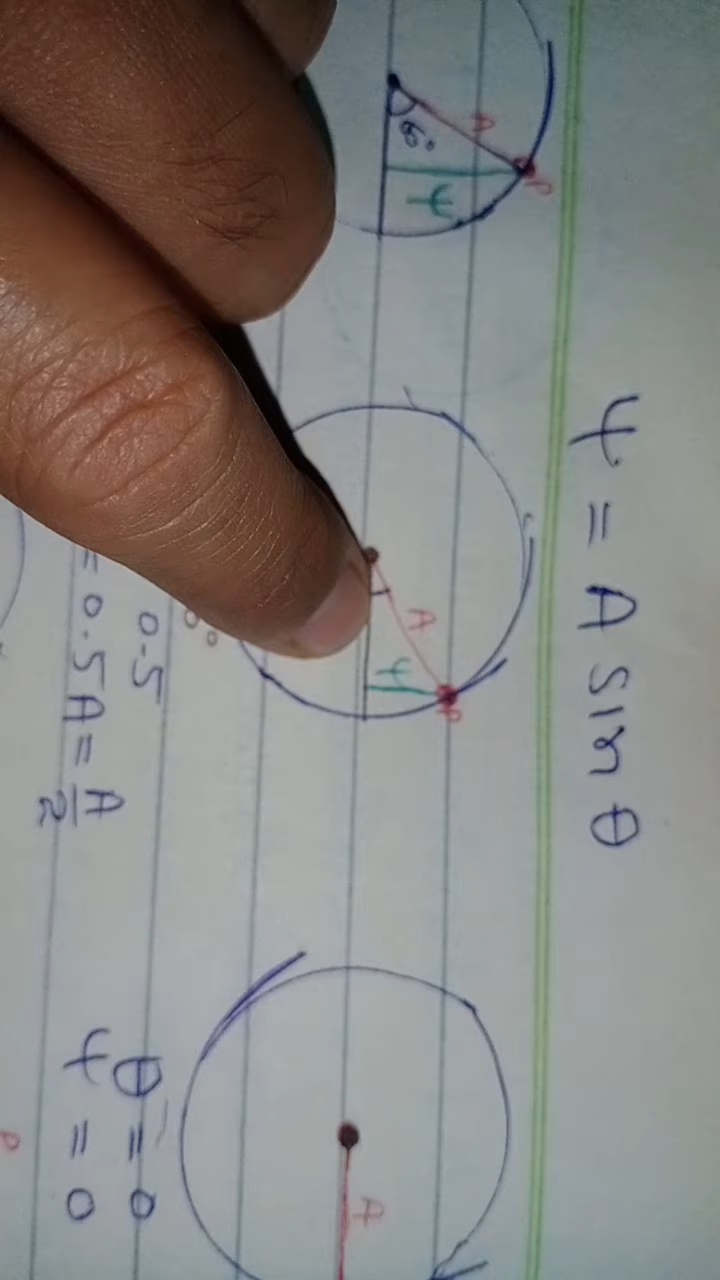 Ψ = A sin θ
A
P
60°
Ψ
A
P
Ψ
0.5
= 0.5A = A/2
A
θ = 0
Ψ = 0
P